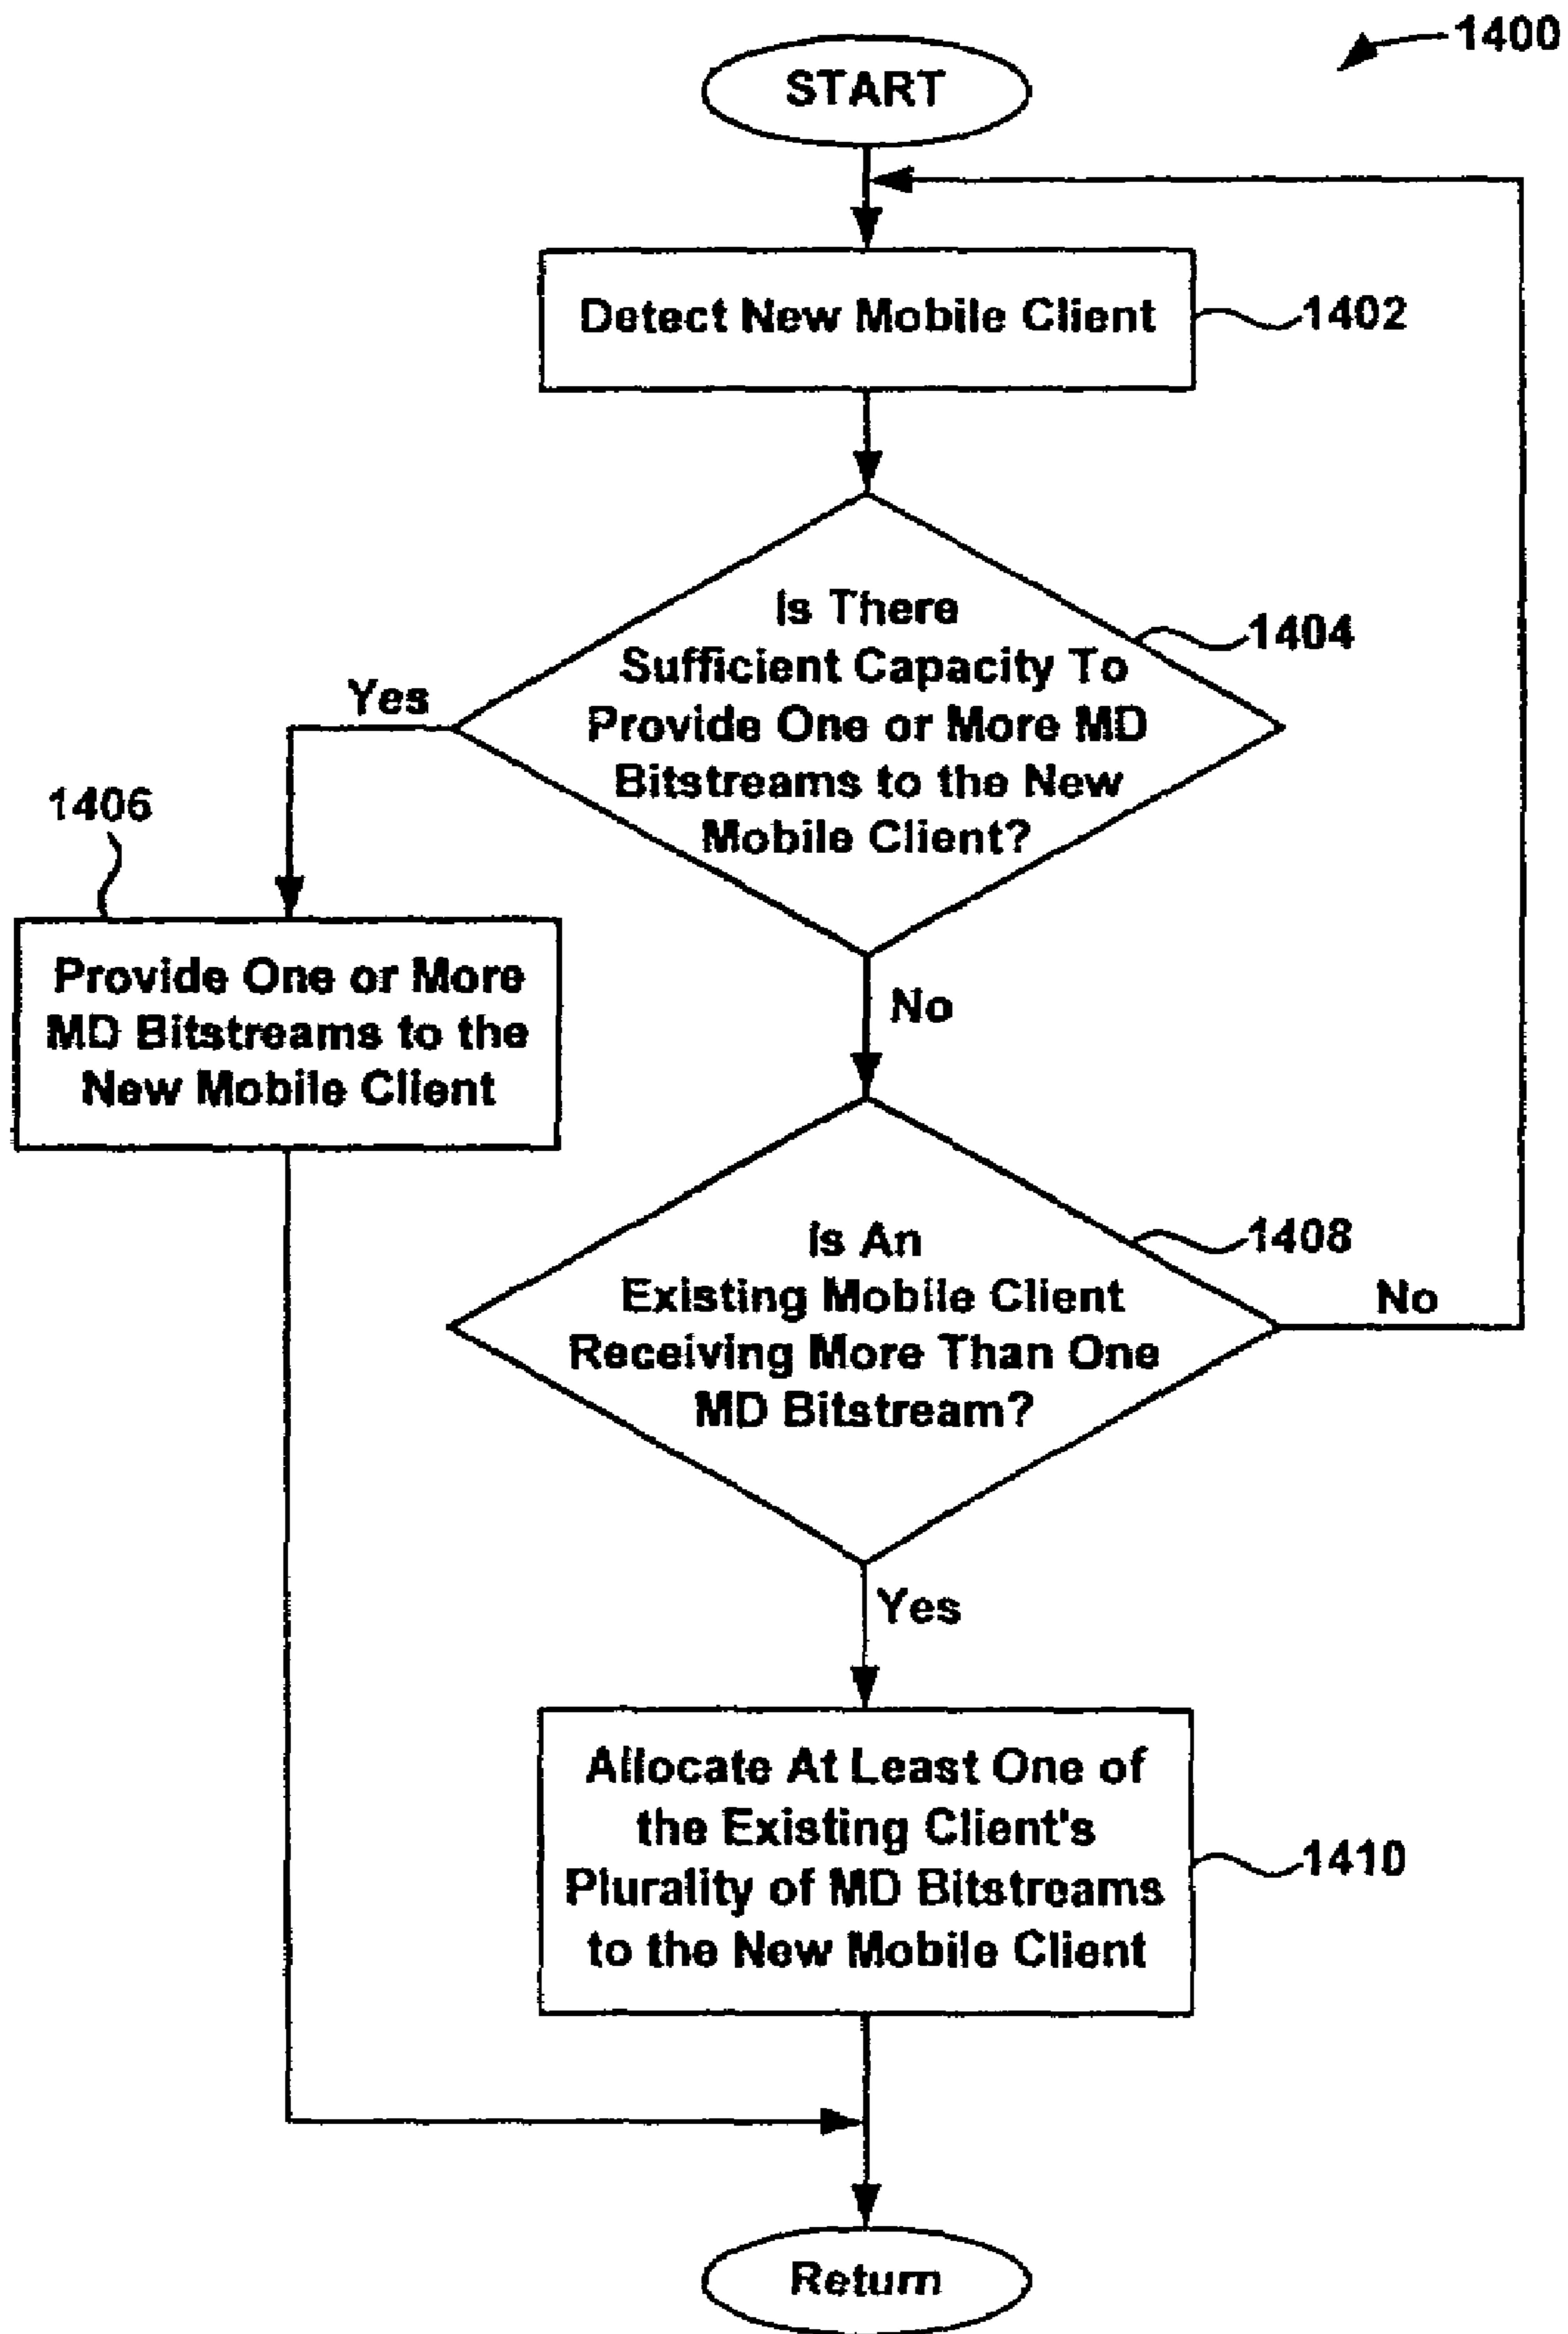 1400
START
Detect New Mobile Client
1402
Is There
Sufficient Capacity To
Provide One or More MD
Bitstreams to the New
Mobile Client?
1404
Yes
1406
Provide One or More
MD Bitstreams to the
New Mobile Client
No
Is An
Existing Mobile Client
Receiving More Than One
MD Bitstream?
1408
No
Yes
Allocate At Least One of
the Existing Client's
Plurality of MD Bitstreams
to the New Mobile Client
1410
Return